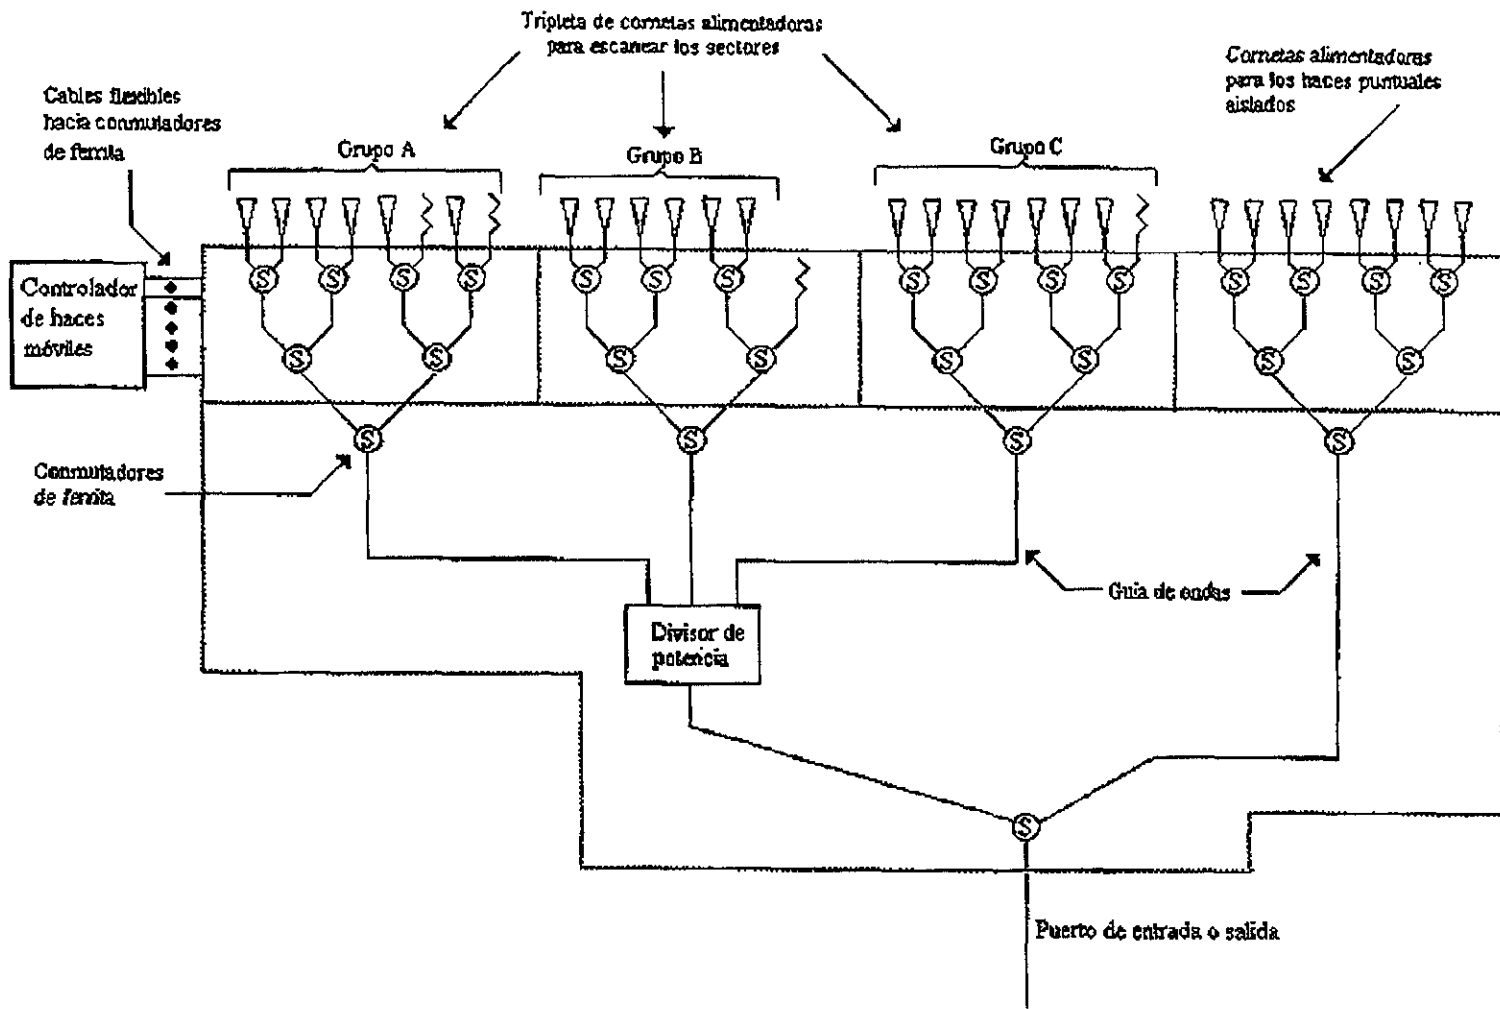 Tripleta de cornetas alimentadoras
para escanear los sectores
Cornetas alimentadoras
para los haces puntuales
aislados
Cables flexibles
hacia conmutadores
de ferrita
Grupo A
Grupo B
Grupo C
S S S S S S S S S S S S S S S
Controlador
de haces
móviles
S S S S S S S S
S S S S
Conmutadores
de ferrita
Guia de ondas
Divisor de
potencia
S
Puerto de entrada o salida